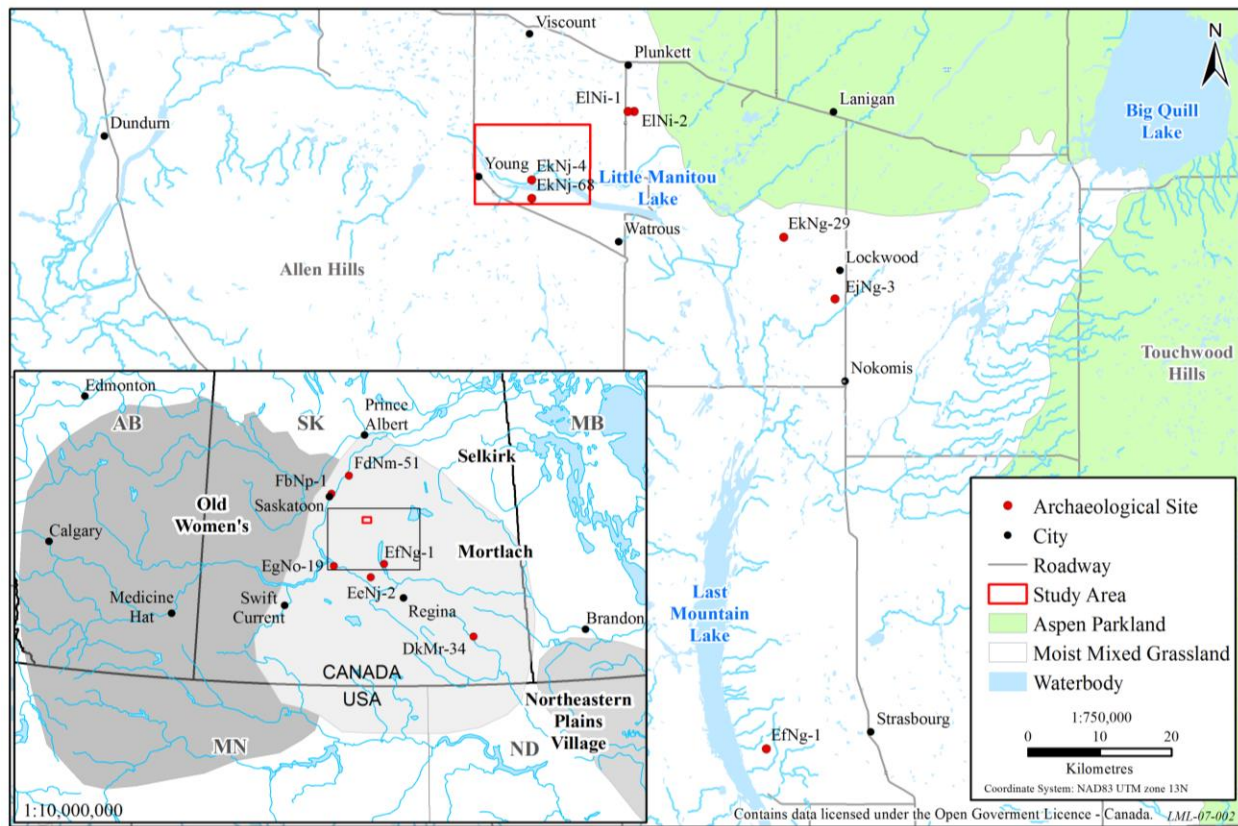 Viscount
Plunkett
N
ElNi-1
ElNi-2
Lanigan
Big Quill
Lake
Dundurn
Young
EkNj-4
EkNj-68
Little Manitou
Lake
Watrous
EkNg-29
Lockwood
EjNg-3
Allen Hills
Touchwood
Hills
Nokomis
Last
Mountain
Lake
Strasbourg
EfNg-1
Edmonton
AB
SK
Prince
Albert
MB
FdNm-51
Selkirk
FbNp-1
Saskatoon
Old
Women's
Calgary
Mortlach
EfNg-1
EgNo-19
EeNj-2
Medicine
Hat
Swift
Current
Regina
Brandon
DkMr-34
CANADA
USA
Northeastern
Plains
Village
MN
ND
1:10,000,000
Archaeological Site
City
Roadway
Study Area
Aspen Parkland
Moist Mixed Grassland
Waterbody
1:750,000
0 10 20
Kilometres
Coordinate System: NAD83 UTM zone 13N
Contains data licensed under the Open Goverment Licence - Canada. LML-07-002